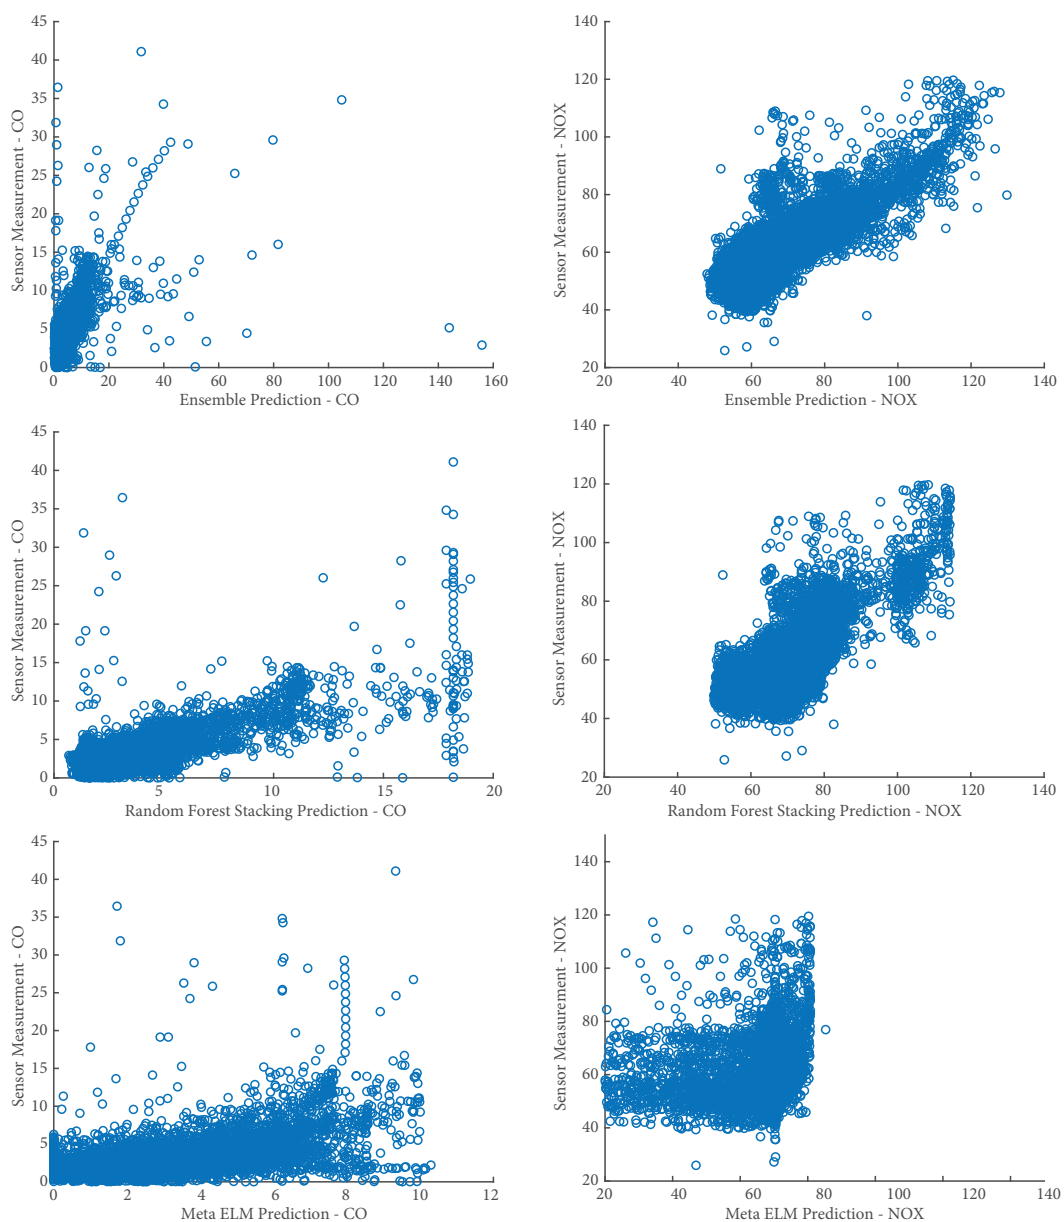 45
40
35
30
25
20
15
10
5
0
Sensor Measurement - CO
0 20 40 60 80 100 120 140 160
Ensemble Prediction - CO
140
120
100
80
60
40
20
Sensor Measurement - NOX
20 40 60 80 100 120 140
Ensemble Prediction - NOX
45
40
35
30
25
20
15
10
5
0
Sensor Measurement - CO
0 5 10 15 20
Random Forest Stacking Prediction - CO
140
120
100
80
60
40
20
Sensor Measurement - NOX
20 40 60 80 100 120 140
Random Forest Stacking Prediction - NOX
45
40
35
30
25
20
15
10
5
0
Sensor Measurement - CO
0 2 4 6 8 10 12
Meta ELM Prediction - CO
140
120
100
80
60
40
20
Sensor Measurement - NOX
20 40 60 80 100 120 140
Meta ELM Prediction - NOX